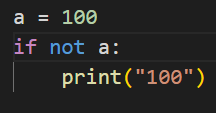 a = 100
if not a:
    print("100")